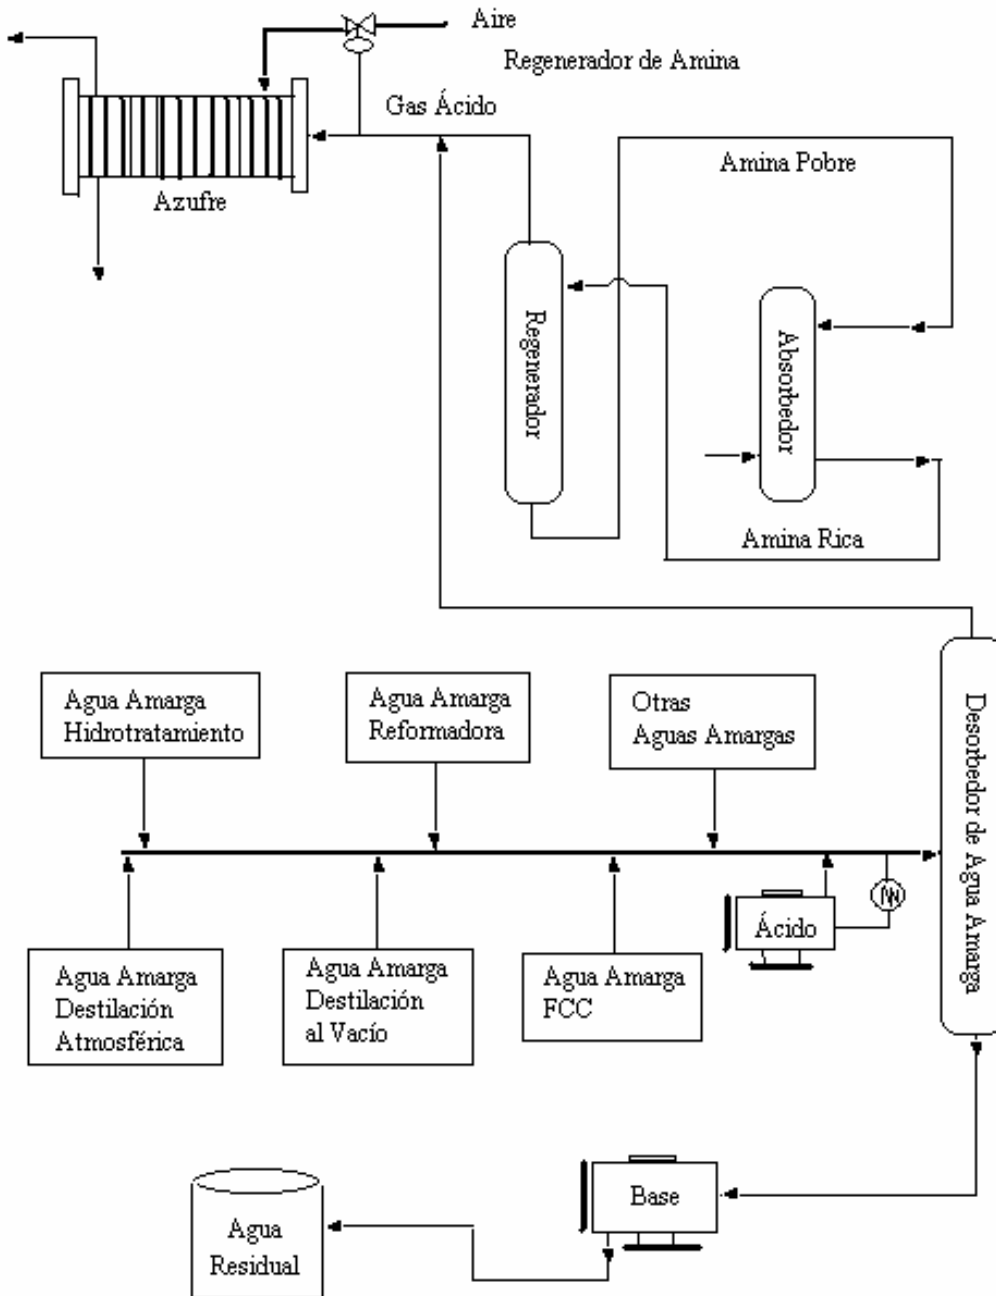 Aire
Regenerador de Amina
Gas Ácido
Amina Pobre
Azufre
Regenerador
Absorbedor
Amina Rica
Agua Amarga
Hidrotratamiento
Agua Amarga
Reformadora
Otras
Aguas Amargas
Desorbedor de Agua Amarga
Ácido
Agua Amarga
Destilación
Atmosférica
Agua Amarga
Destilación
al Vacío
Agua Amarga
FCC
Base
Agua
Residual